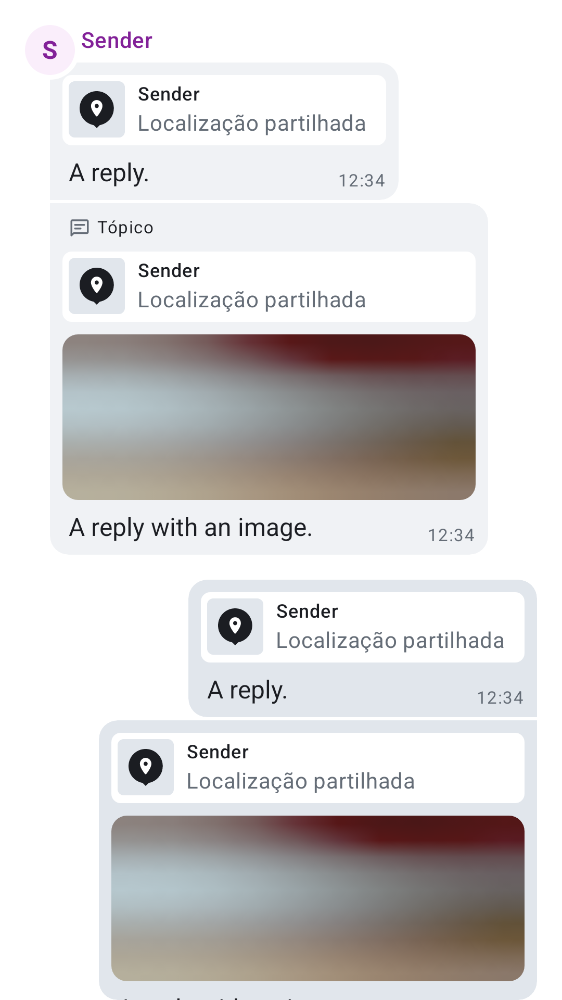 S
Sender
Sender
Localização partilhada
A reply.
12:34
Tópico
Sender
Localização partilhada
A reply with an image.
12:34
Sender
Localização partilhada
A reply.
12:34
Sender
Localização partilhada